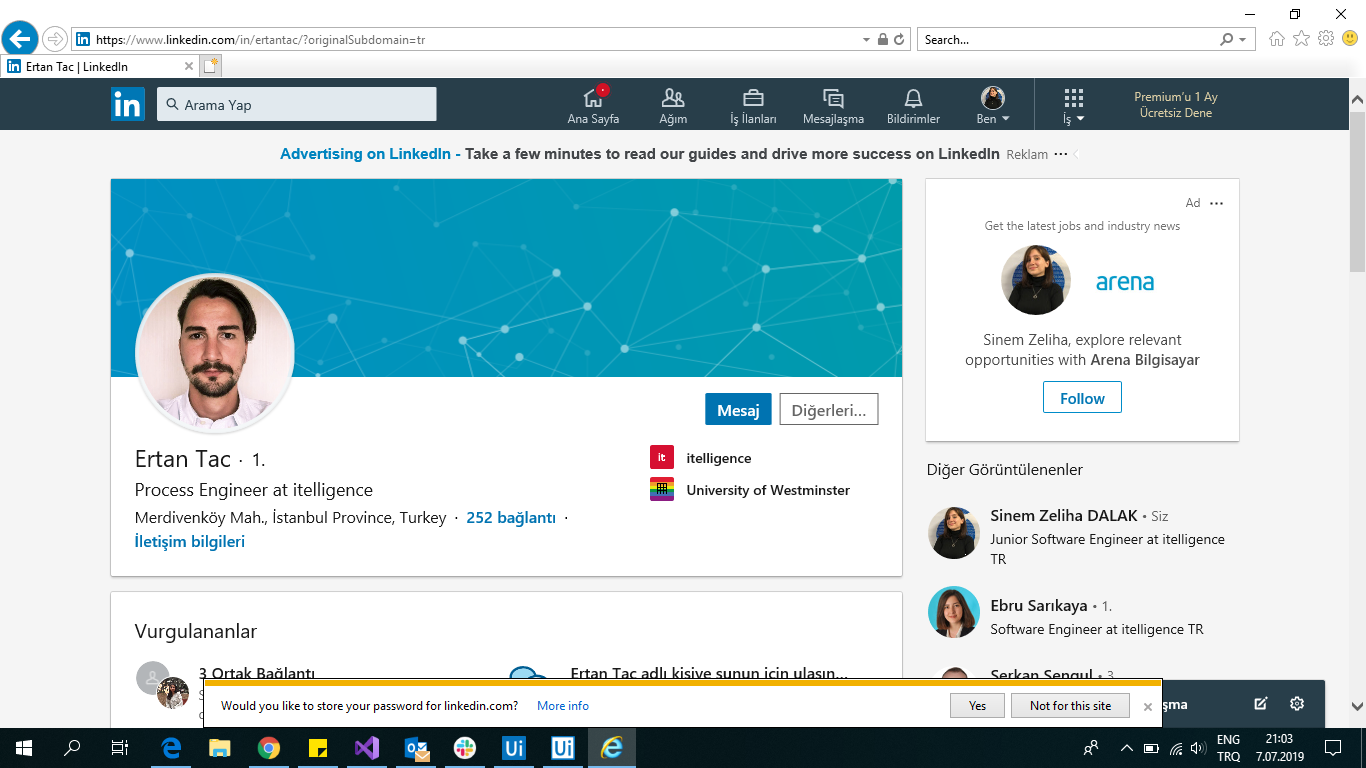 https://www.linkedin.com/in/ertantac/?originalSubdomain=tr
Search...
Ertan Tac | LinkedIn
in
Arama Yap
Ana Sayfa
Ağım
İş İlanları
Mesajlaşma
Bildirimler
Ben
İş
Premium'u 1 Ay
Ücretsiz Dene
Advertising on LinkedIn - Take a few minutes to read our guides and drive more success on LinkedIn Reklam
Mesaj
Diğerleri...
Ertan Tac · 1.
Process Engineer at itelligence
Merdivenköy Mah., İstanbul Province, Turkey · 252 bağlantı ·
İletişim bilgileri
it itelligence
University of Westminster
Vurgulananlar
3 Ortak Bağlantı
Ertan Tac adlı kişiye sunun için ulaşın...
Ad
Get the latest jobs and industry news
arena
Sinem Zeliha, explore relevant
opportunities with Arena Bilgisayar
Follow
Diğer Görüntülenenler
Sinem Zeliha DALAK • Siz
Junior Software Engineer at itelligence
TR
Ebru Sarıkaya • 1.
Software Engineer at itelligence TR
Serkan Şengul • 3.
Would you like to store your password for linkedin.com? More info
Yes
Not for this site
şma
Ui
Ui
ENG
TRQ
21:03
7.07.2019